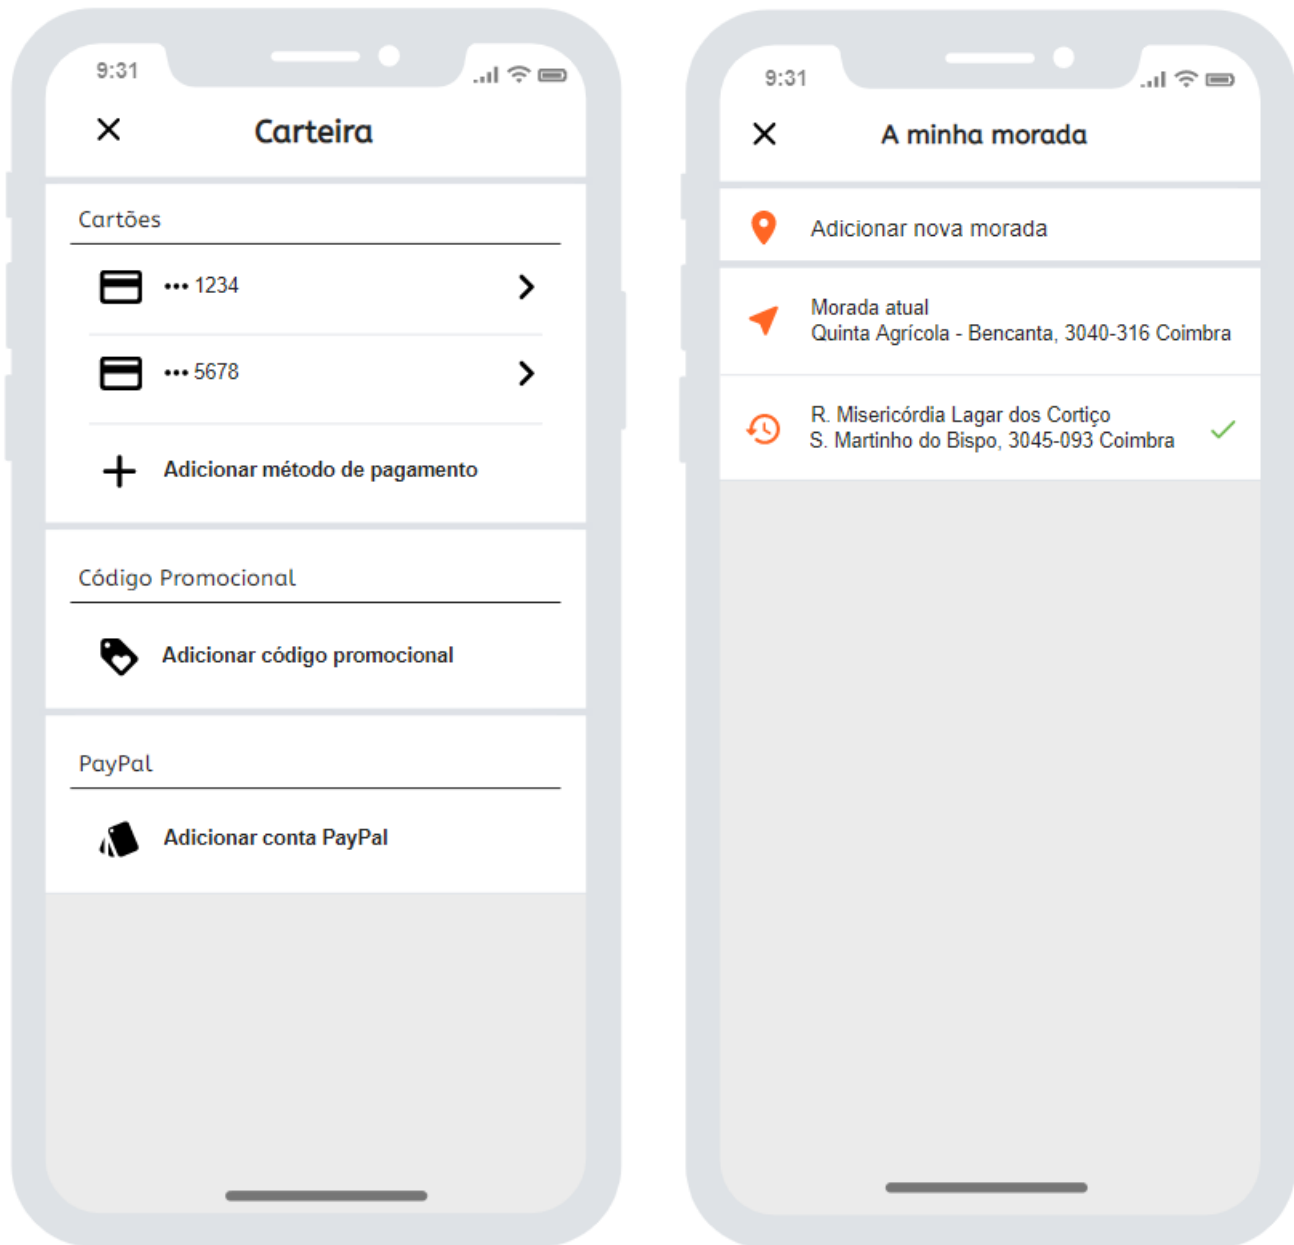 9:31
Carteira
Cartões
••• 1234
••• 5678
Adicionar método de pagamento
Código Promocional
Adicionar código promocional
PayPal
Adicionar conta PayPal
9:31
A minha morada
Adicionar nova morada
Morada atual
Quinta Agrícola - Bencanta, 3040-316 Coimbra
R. Misericórdia Lagar dos Cortiço
S. Martinho do Bispo, 3045-093 Coimbra